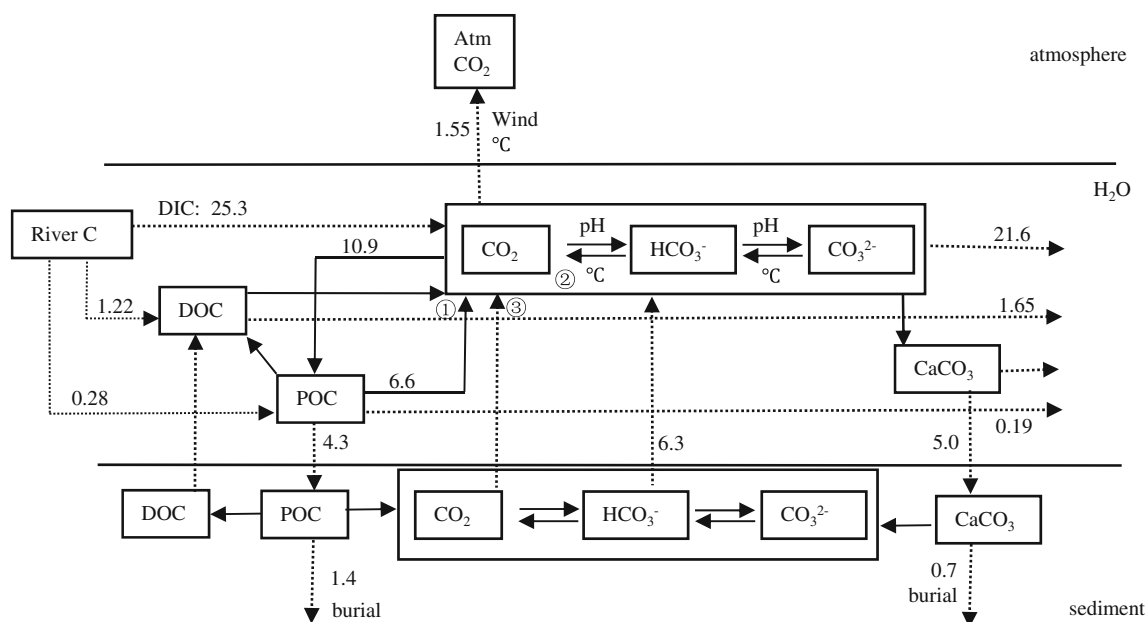 Atm
CO₂
atmosphere
1.55
Wind
℃
H₂O
River C
DIC: 25.3
10.9
CO₂
pH
②
℃
HCO₃⁻
pH
℃
CO₃²⁻
21.6
1.22
DOC
①
③
1.65
0.28
POC
6.6
CaCO₃
0.19
4.3
6.3
5.0
DOC
POC
CO₂
HCO₃⁻
CO₃²⁻
CaCO₃
1.4
burial
0.7
burial
sediment